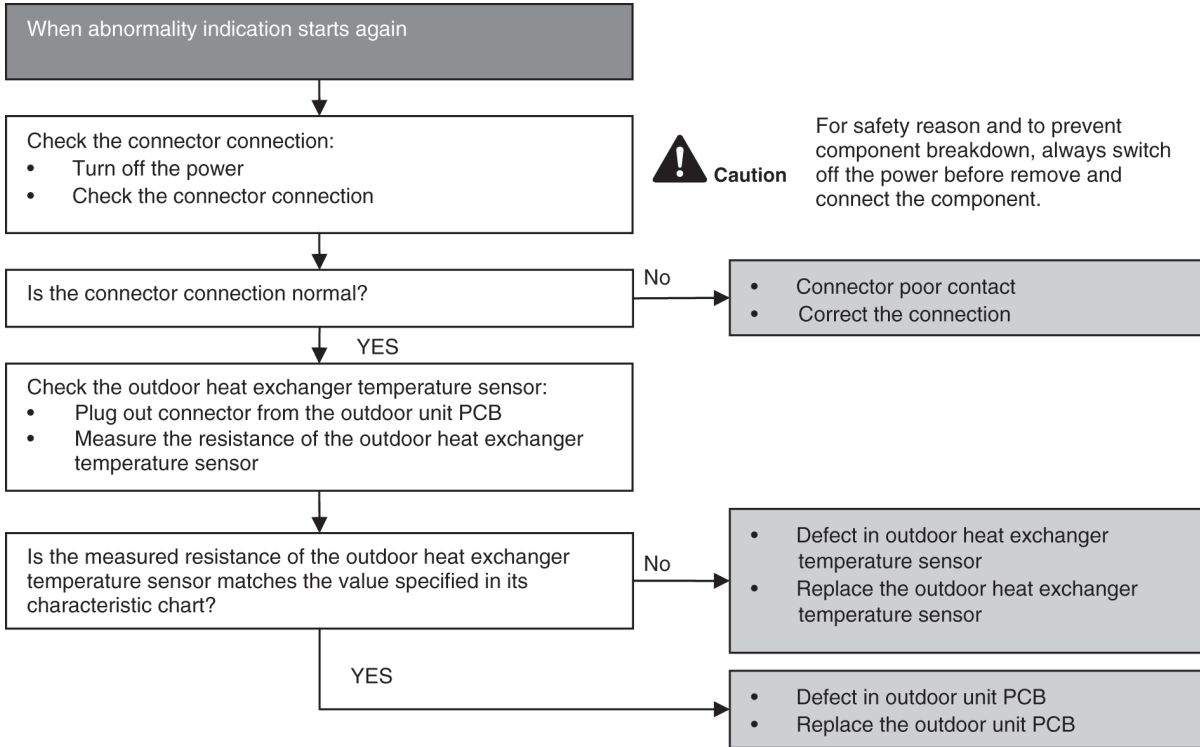 When abnormality indication starts again
Check the connector connection:
• Turn off the power
• Check the connector connection
Caution
For safety reason and to prevent
component breakdown, always switch
off the power before remove and
connect the component.
Is the connector connection normal?
No
• Connector poor contact
• Correct the connection
YES
Check the outdoor heat exchanger temperature sensor:
• Plug out connector from the outdoor unit PCB
• Measure the resistance of the outdoor heat exchanger
temperature sensor
Is the measured resistance of the outdoor heat exchanger
temperature sensor matches the value specified in its
characteristic chart?
No
• Defect in outdoor heat exchanger
temperature sensor
• Replace the outdoor heat exchanger
temperature sensor
YES
• Defect in outdoor unit PCB
• Replace the outdoor unit PCB